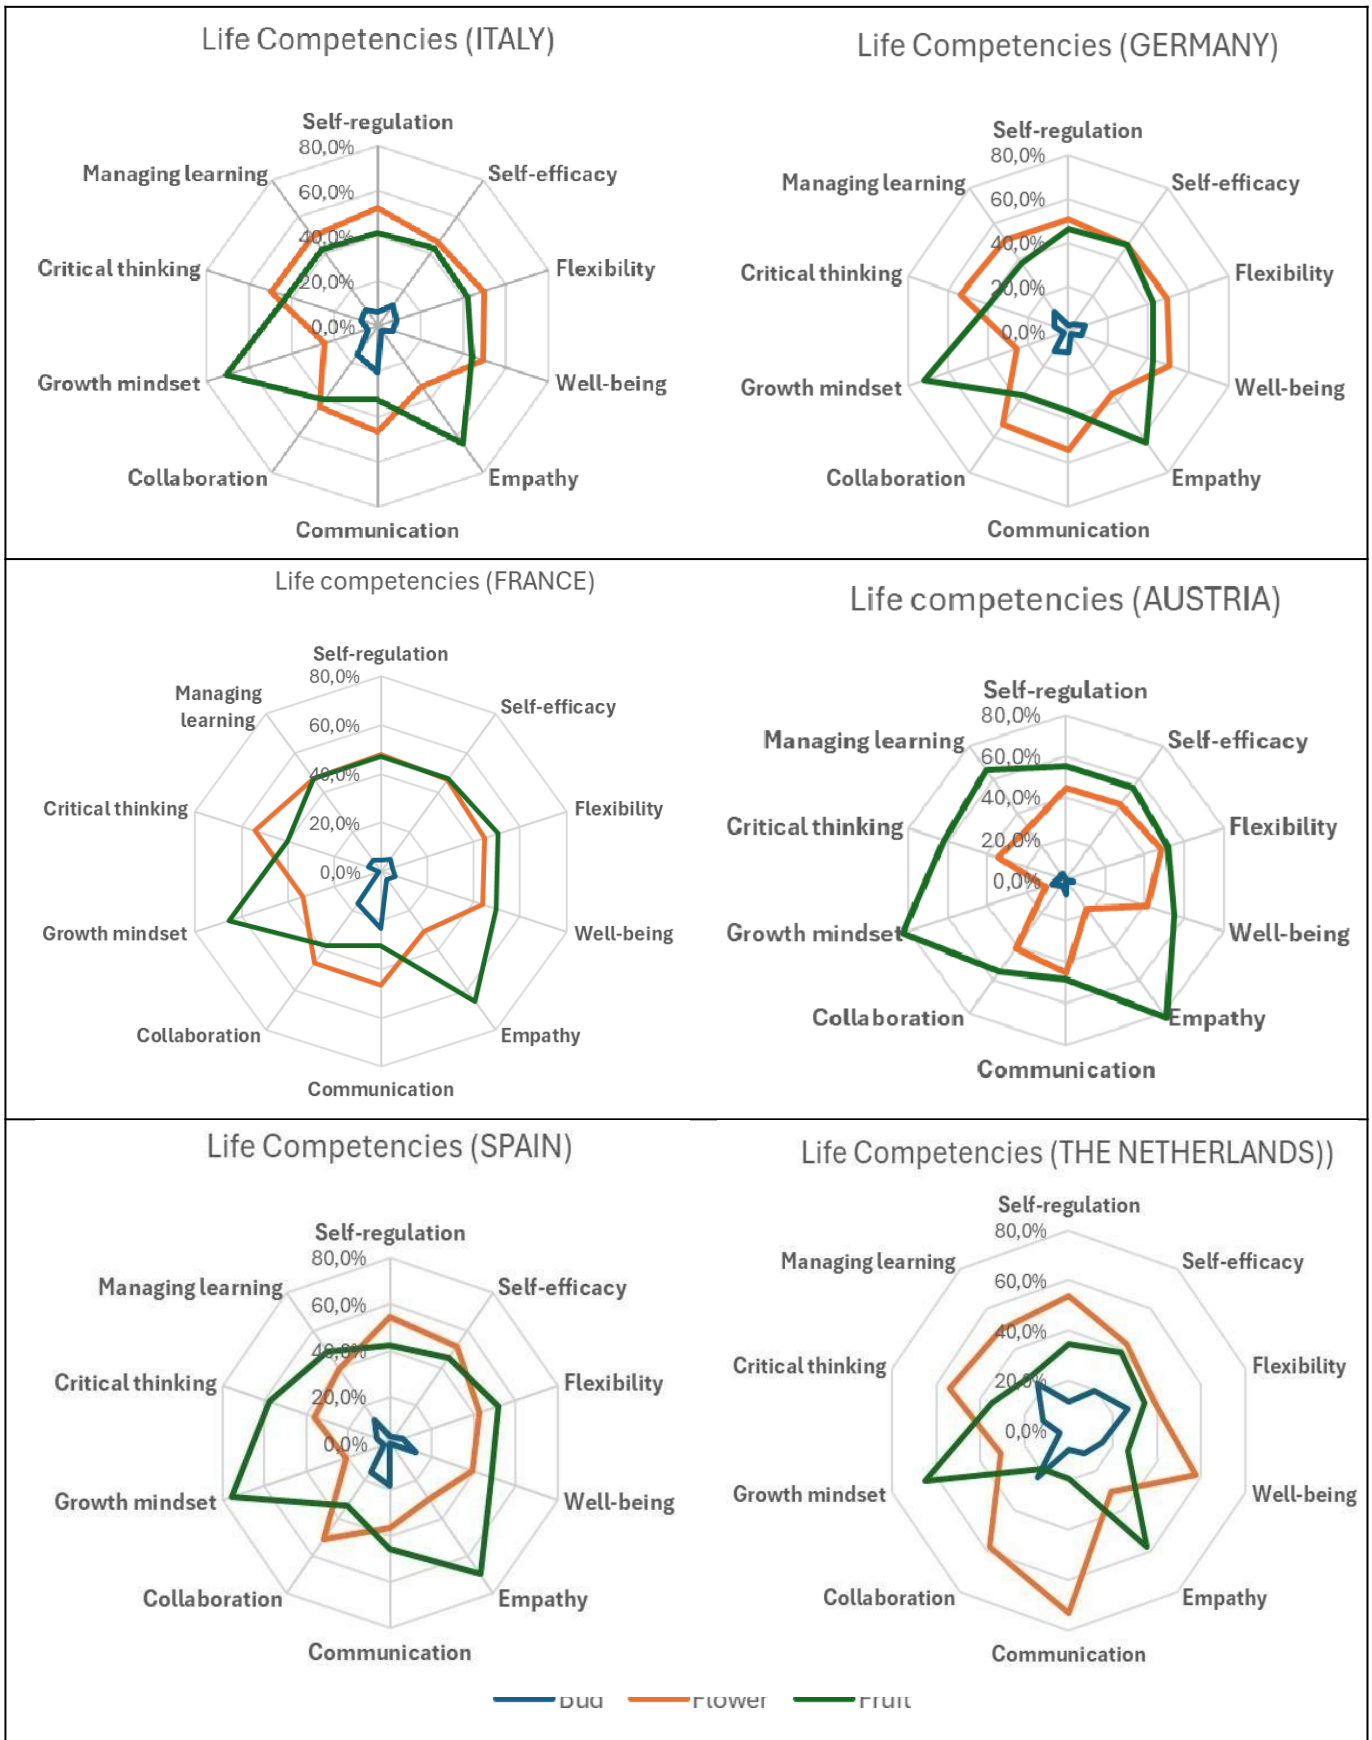 Life Competencies (ITALY)
Self-regulation
80,0%
Managing learning
Self-efficacy
60,0%
40,0%
Critical thinking
Flexibility
20,0%
0,0%
Growth mindset
Well-being
Collaboration
Empathy
Communication
Life Competencies (GERMANY)
Self-regulation
80,0%
Managing learning
Self-efficacy
60,0%
40,0%
Critical thinking
Flexibility
20,0%
0,0%
Growth mindset
Well-being
Collaboration
Empathy
Communication
Life competencies (FRANCE)
Self-regulation
80,0%
Managing
learning
Self-efficacy
60,0%
40,0%
Critical thinking
Flexibility
20,0%
0,0%
Growth mindset
Well-being
Collaboration
Empathy
Communication
Life competencies (AUSTRIA)
Self-regulation
80,0%
Managing learning
Self-efficacy
60,0%
40,0%
Critical thinking
Flexibility
20,0%
0,0%
Growth mindset
Well-being
Collaboration
Empathy
Communication
Life Competencies (SPAIN)
Self-regulation
80,0%
Managing learning
Self-efficacy
60,0%
40,0%
Critical thinking
Flexibility
20,0%
0,0%
Growth mindset
Well-being
Collaboration
Empathy
Communication
Life Competencies (THE NETHERLANDS))
Self-regulation
80,0%
Managing learning
Self-efficacy
60,0%
40,0%
Critical thinking
Flexibility
20,0%
0,0%
Growth mindset
Well-being
Collaboration
Empathy
Communication
Bud Flower Fruit